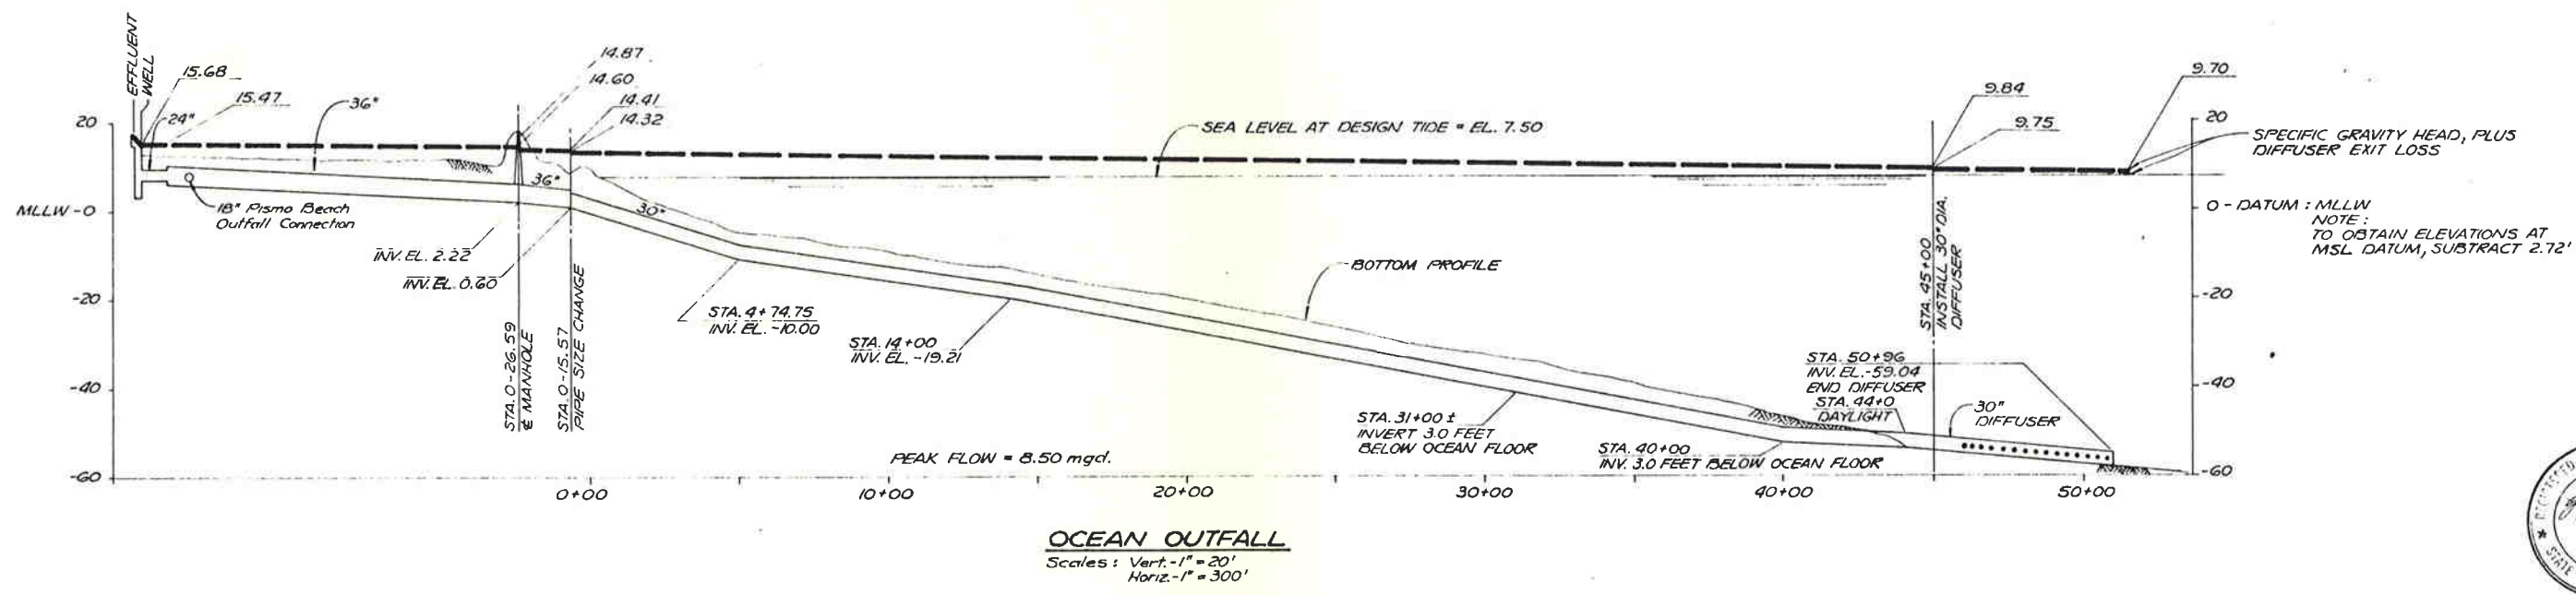 EFFLUENT
WELL
15.68
15.47
36"
24"
14.87
14.60
14.41
14.32
SEA LEVEL AT DESIGN TIDE = EL. 7.50
9.84
9.75
9.70
SPECIFIC GRAVITY HEAD, PLUS
DIFFUSER EXIT LOSS
20
MLLW -0
-20
-40
-60
18" Pismo Beach
Outfall Connection
36"
30"
INV. EL. 2.22
INV. EL. 0.60
STA. 0-26.59
℄ MANHOLE
STA. 0-15.57
PIPE SIZE CHANGE
STA. 4+74.75
INV. EL. -10.00
STA. 14+00
INV. EL. -19.21
BOTTOM PROFILE
STA. 31+00 ±
INVERT 3.0 FEET
BELOW OCEAN FLOOR
STA. 40+00
INV. 3.0 FEET BELOW OCEAN FLOOR
STA. 50+96
INV. EL. -59.04
END DIFFUSER
STA. 44+0
DAYLIGHT
STA. 45+00
INSTALL 30" DIA.
DIFFUSER
30"
DIFFUSER
20
0 - DATUM : MLLW
NOTE :
TO OBTAIN ELEVATIONS AT
MSL DATUM, SUBTRACT 2.72'
-20
-40
-60
PEAK FLOW = 8.50 mgd.
0+00
10+00
20+00
30+00
40+00
50+00
OCEAN OUTFALL
Scales : Vert.-1" = 20'
Horiz.-1" = 300'
STATE